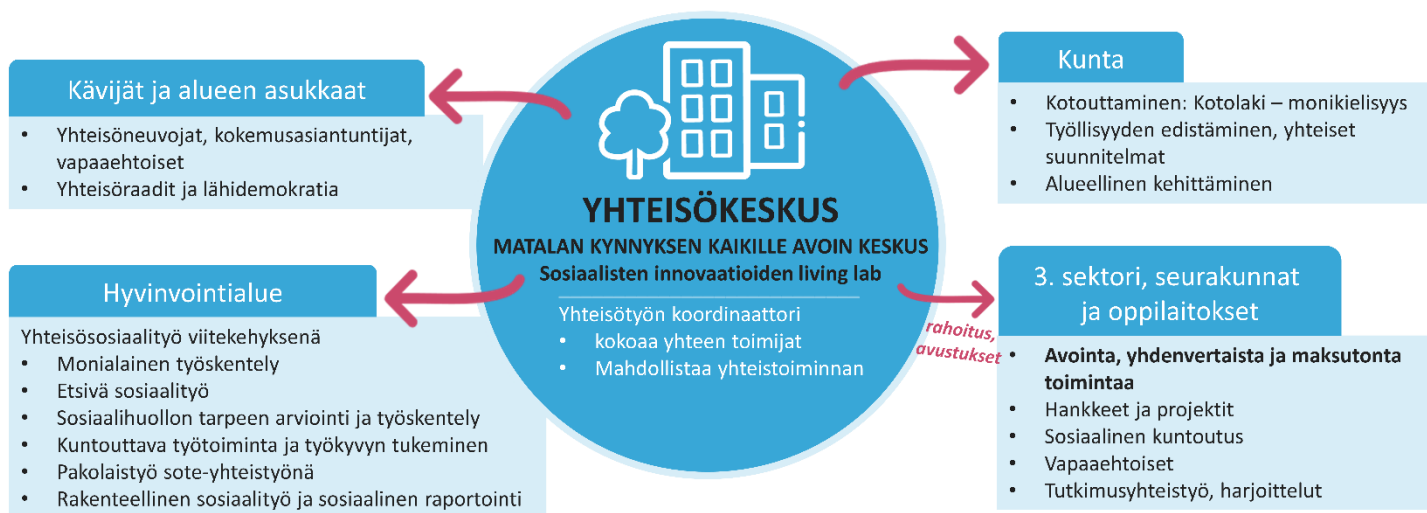 Kävijät ja alueen asukkaat
• Yhteisöneuvojat, kokemusasiantuntijat,
vapaaehtoiset
• Yhteisöraadit ja lähidemokratia
Hyvinvointialue
Yhteisösosiaalityö viitekehyksenä
• Monialainen työskentely
• Etsivä sosiaalityö
• Sosiaalihuollon tarpeen arviointi ja työskentely
• Kuntouttava työtoiminta ja työkyvyn tukeminen
• Pakolaistyö sote-yhteistyönä
• Rakenteellinen sosiaalityö ja sosiaalinen raportointi
YHTEISÖKESKUS
MATALAN KYNNYKSEN KAIKILLE AVOIN KESKUS
Sosiaalisten innovaatioiden living lab
Yhteisötyön koordinaattori
• kokoaa yhteen toimijat
• Mahdollistaa yhteistoiminnan
Kunta
• Kotouttaminen: Kotolaki – monikielisyys
• Työllisyyden edistäminen, yhteiset
suunnitelmat
• Alueellinen kehittäminen
rahoitus,
avustukset
3. sektori, seurakunnat
ja oppilaitokset
• Avointa, yhdenvertaista ja maksutonta
toimintaa
• Hankkeet ja projektit
• Sosiaalinen kuntoutus
• Vapaaehtoiset
• Tutkimusyhteistyö, harjoittelut